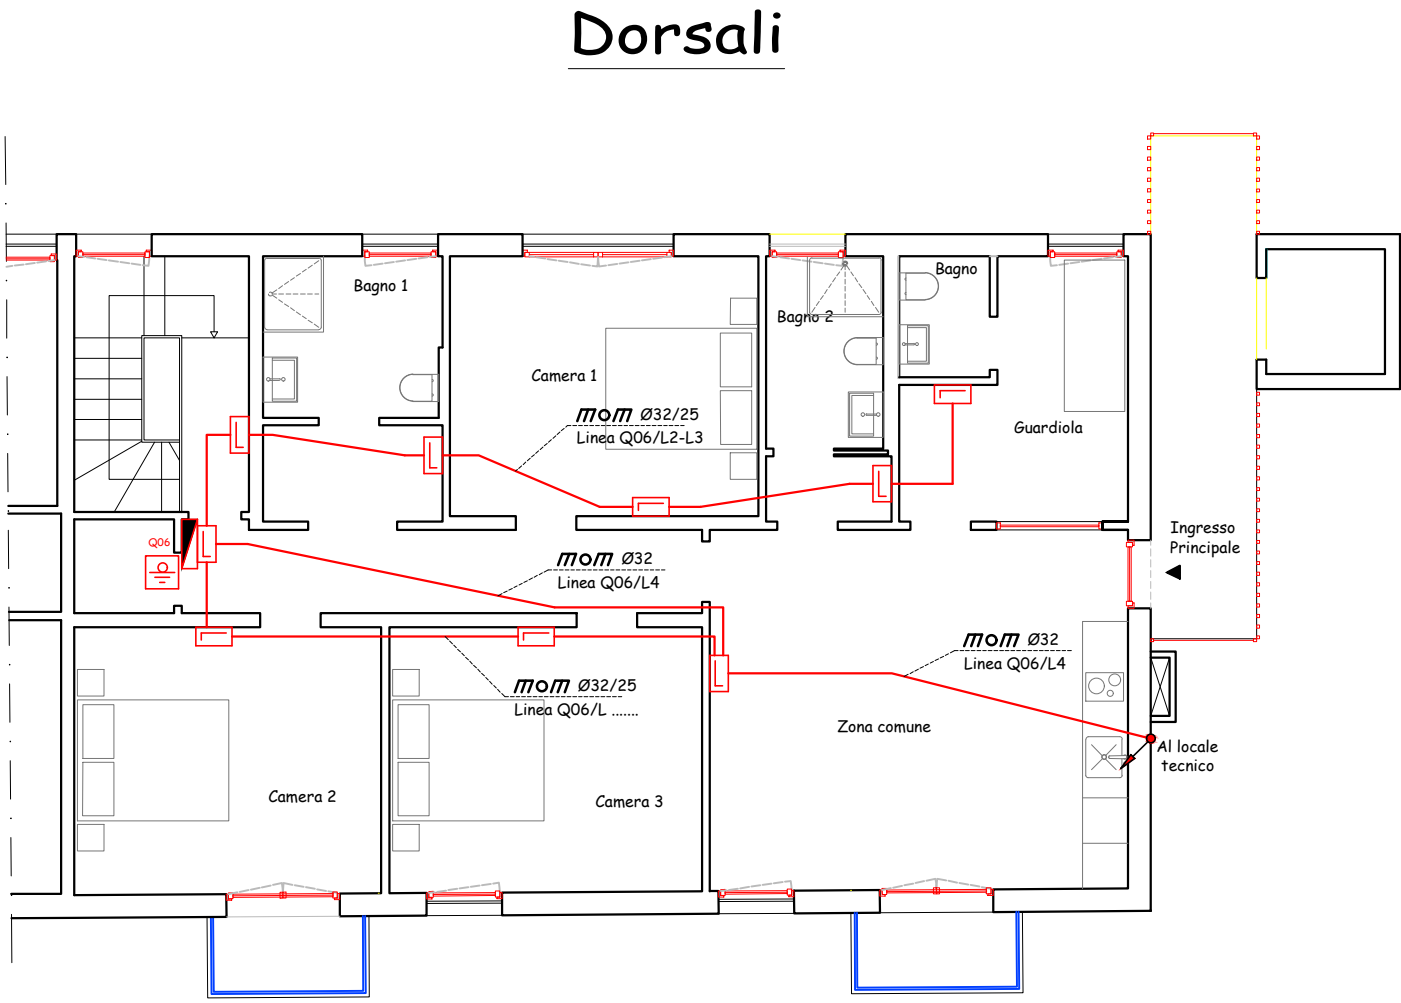 Dorsali
Bagno 1
Bagno
Bagno 2
Camera 1
mom Ø32/25
Linea Q06/L2-L3
Guardiola
Ingresso
Principale
Q06
mom Ø32
Linea Q06/L4
mom Ø32
Linea Q06/L4
mom Ø32/25
Linea Q06/L .......
Zona comune
Al locale
tecnico
Camera 2
Camera 3